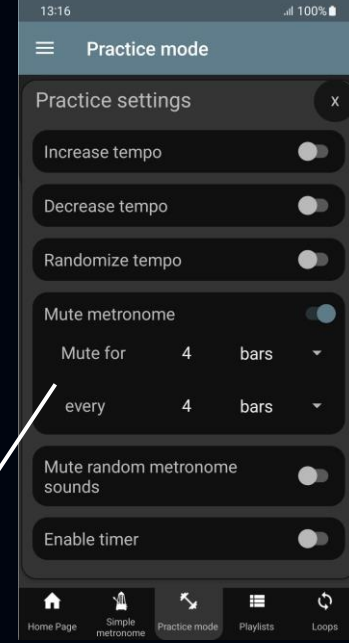 13:16
100%
Practice mode
Practice settings
X
Increase tempo
Decrease tempo
Randomize tempo
Mute metronome
Mute for 4 bars
every 4 bars
Mute random metronome
sounds
Enable timer
Home Page
Simple
metronome
Practice mode
Playlists
Loops